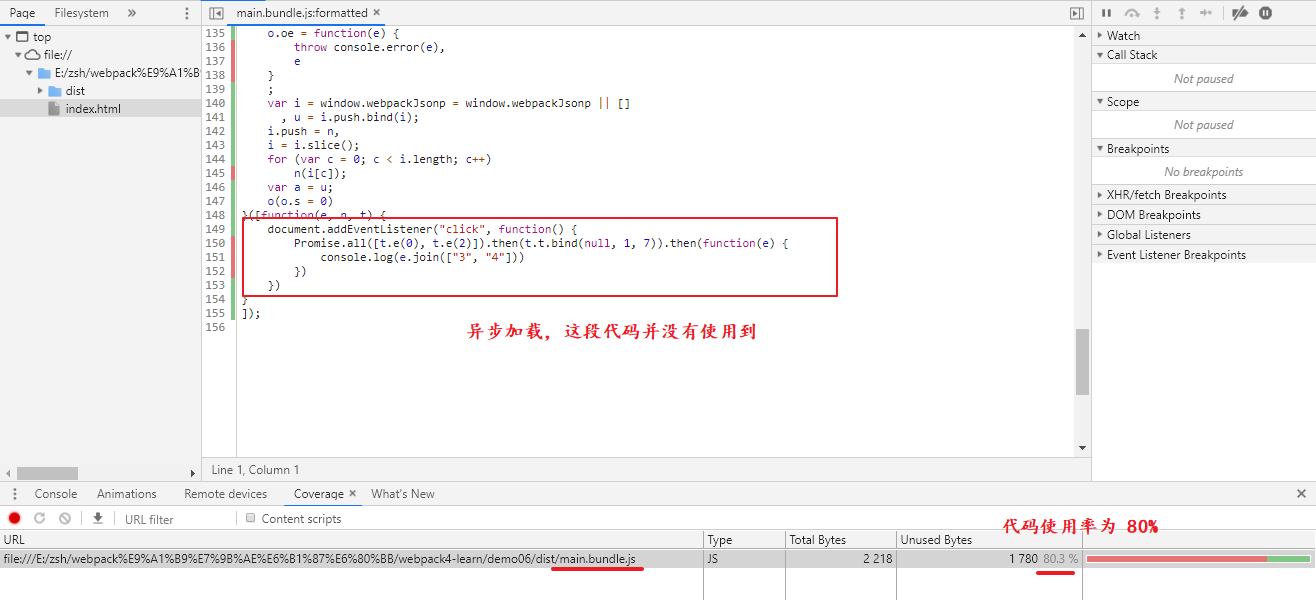 Page Filesystem »
top
file://
E:/zsh/webpack%E9%A1%B9
dist
index.html
main.bundle.js:formatted ×
135 o.oe = function(e) {
136 throw console.error(e),
137 e
138 }
139 ;
140 var i = window.webpackJsonp = window.webpackJsonp || []
141 , u = i.push.bind(i);
142 i.push = n,
143 i = i.slice();
144 for (var c = 0; c < i.length; c++)
145 n(i[c]);
146 var a = u;
147 o(o.s = 0)
148 }([function(e, n, t) {
149 document.addEventListener("click", function() {
150 Promise.all([t.e(0), t.e(2)]).then(t.t.bind(null, 1, 7)).then(function(e) {
151 console.log(e.join(["3", "4"]))
152 })
153 })
154 }
155 ]);
156
异步加载，这段代码并没有使用到
Line 1, Column 1
Watch
Call Stack
Not paused
Scope
Not paused
Breakpoints
No breakpoints
XHR/fetch Breakpoints
DOM Breakpoints
Global Listeners
Event Listener Breakpoints
Console Animations Remote devices Coverage × What's New
URL filter Content scripts
代码使用率为 80%
URL Type Total Bytes Unused Bytes
file:///E:/zsh/webpack%E9%A1%B9%E7%9B%AE%E6%B1%87%E6%80%BB/webpack4-learn/demo06/dist/main.bundle.js JS 2 218 1 780 80.3 %